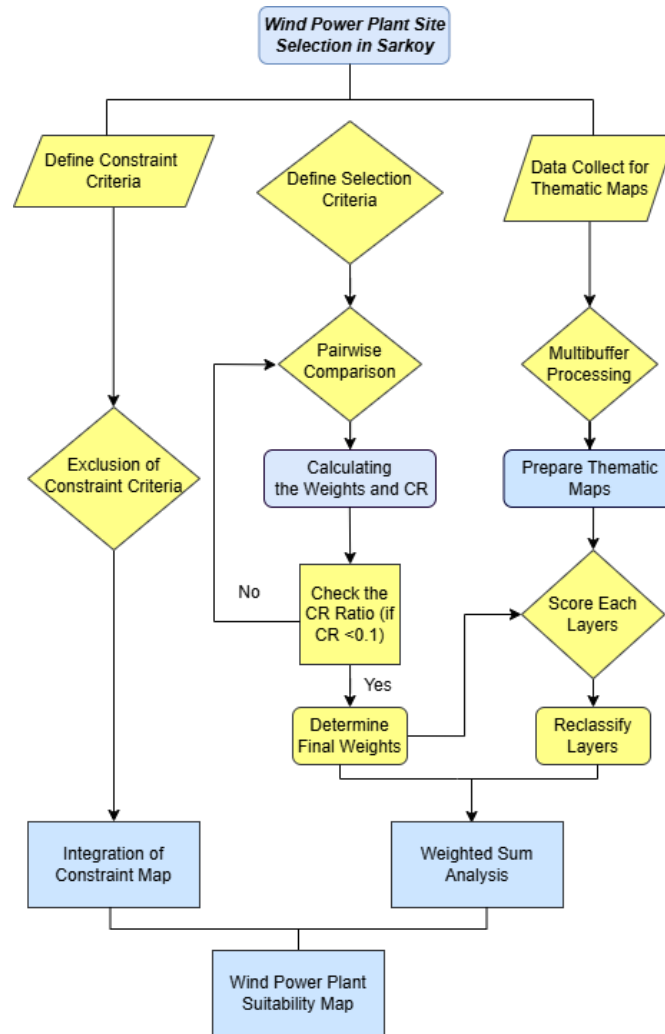 Wind Power Plant Site
Selection in Sarkoy
Define Constraint
Criteria
Define Selection
Criteria
Data Collect for
Thematic Maps
Pairwise
Comparison
Multibuffer
Processing
Exclusion of
Constraint Criteria
Calculating
the Weights and CR
Prepare Thematic
Maps
No
Check the
CR Ratio (if
CR <0.1)
Score Each
Layers
Yes
Determine
Final Weights
Reclassify
Layers
Integration of
Constraint Map
Weighted Sum
Analysis
Wind Power Plant
Suitability Map